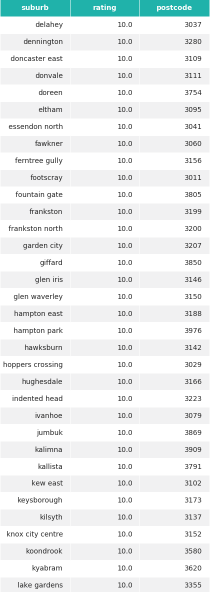 suburb rating postcode
delahey 10.0 3037
dennington 10.0 3280
doncaster east 10.0 3109
donvale 10.0 3111
doreen 10.0 3754
eltham 10.0 3095
essendon north 10.0 3041
fawkner 10.0 3060
ferntree gully 10.0 3156
footscray 10.0 3011
fountain gate 10.0 3805
frankston 10.0 3199
frankston north 10.0 3200
garden city 10.0 3207
giffard 10.0 3850
glen iris 10.0 3146
glen waverley 10.0 3150
hampton east 10.0 3188
hampton park 10.0 3976
hawksburn 10.0 3142
hoppers crossing 10.0 3029
hughesdale 10.0 3166
indented head 10.0 3223
ivanhoe 10.0 3079
jumbuk 10.0 3869
kalimna 10.0 3909
kallista 10.0 3791
kew east 10.0 3102
keysborough 10.0 3173
kilsyth 10.0 3137
knox city centre 10.0 3152
koondrook 10.0 3580
kyabram 10.0 3620
lake gardens 10.0 3355